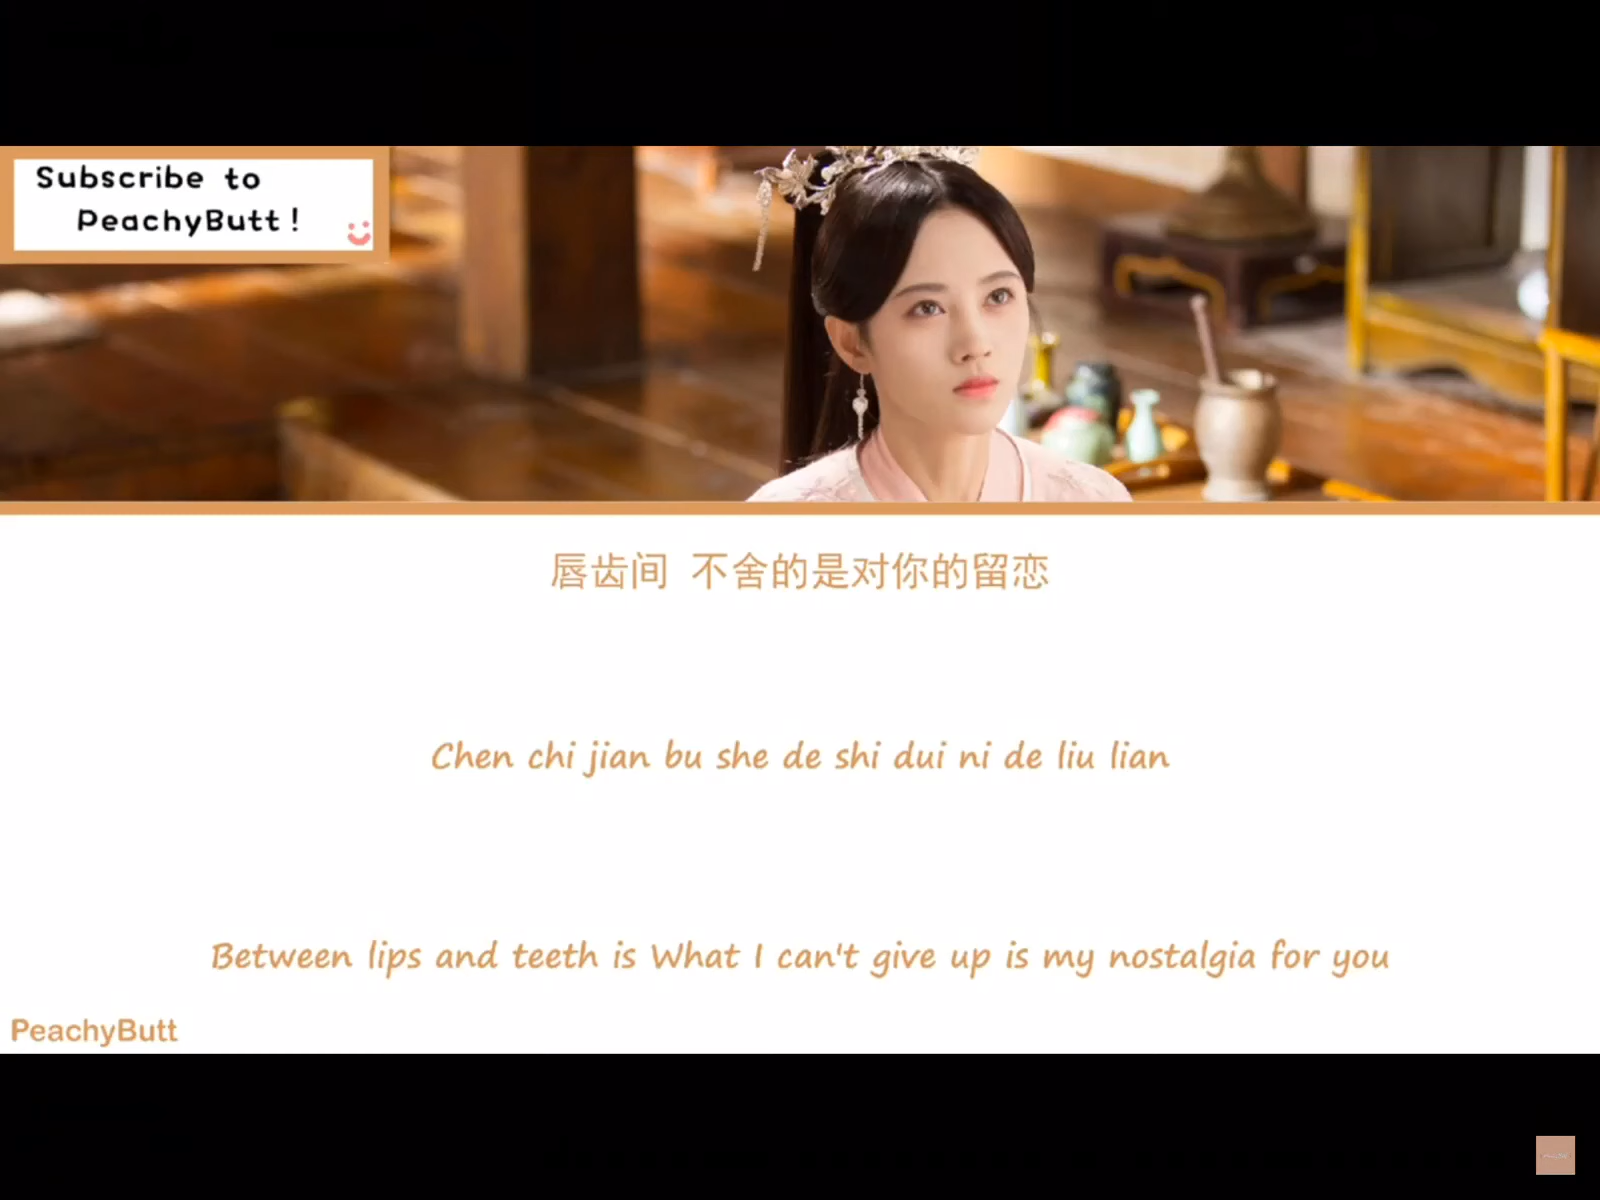 Subscribe to
PeachyButt!
唇齿间 不舍的是对你的留恋
Chen chi jian bu she de shi dui ni de liu lian
Between lips and teeth is What I can't give up is my nostalgia for you
PeachyButt